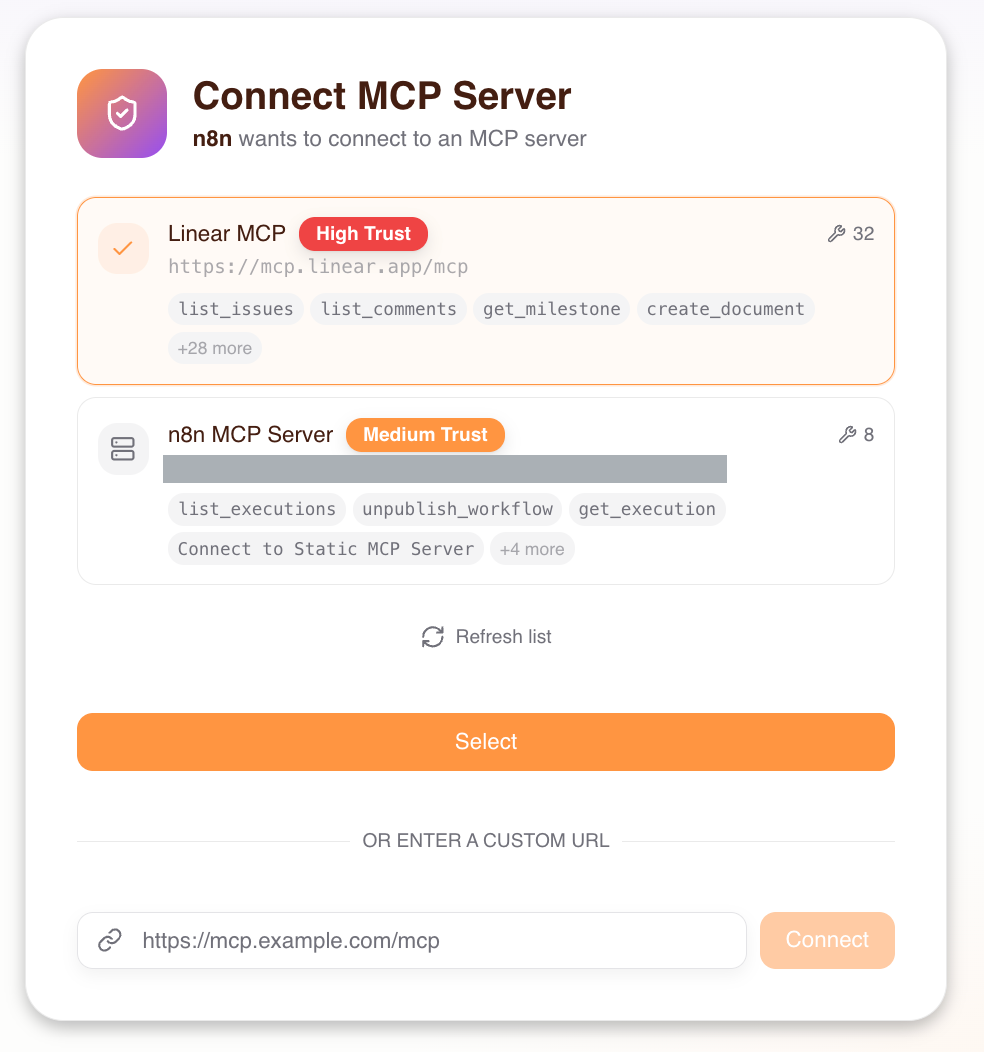 Connect MCP Server
n8n wants to connect to an MCP server
Linear MCP High Trust 32
https://mcp.linear.app/mcp
list_issues list_comments get_milestone create_document
+28 more
n8n MCP Server Medium Trust 8
list_executions unpublish_workflow get_execution
Connect to Static MCP Server +4 more
Refresh list
Select
OR ENTER A CUSTOM URL
https://mcp.example.com/mcp Connect